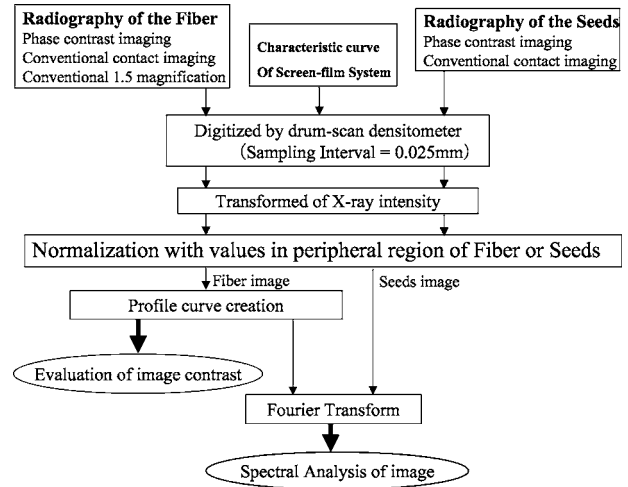 Radiography of the Fiber
Phase contrast imaging
Conventional contact imaging
Conventional 1.5 magnification
Characteristic curve
Of Screen-film System
Radiography of the Seeds
Phase contrast imaging
Conventional contact imaging
Digitized by drum-scan densitometer
(Sampling Interval = 0.025mm)
Transformed of X-ray intensity
Normalization with values in peripheral region of Fiber or Seeds
Fiber image
Seeds image
Profile curve creation
Evaluation of image contrast
Fourier Transform
Spectral Analysis of image